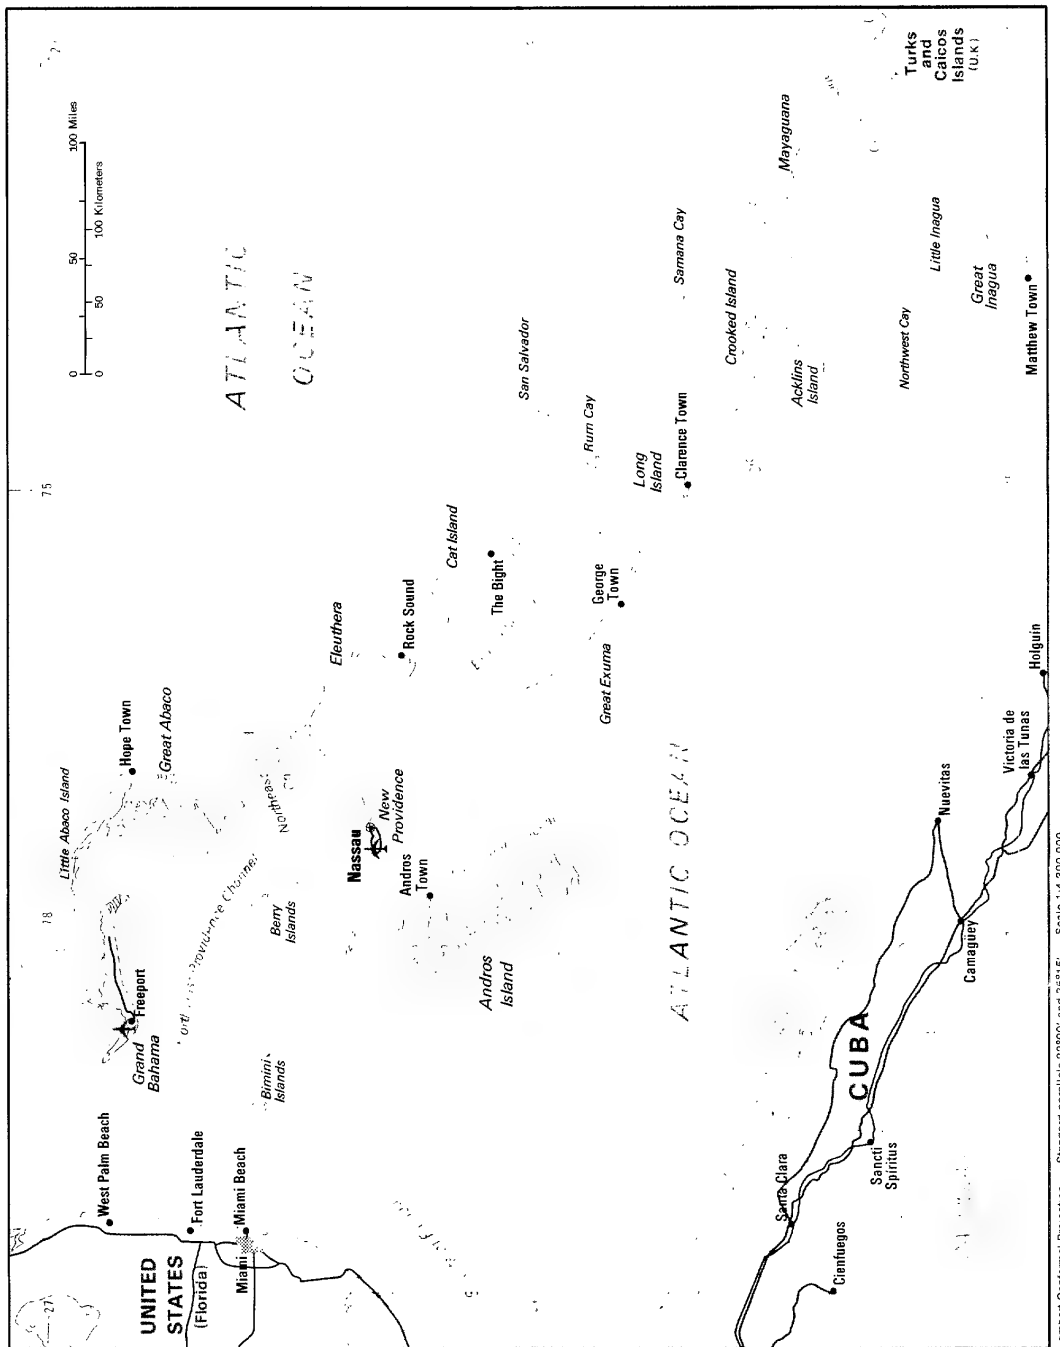 0 50 100 Miles
0 50 100 Kilometers
75
78
27
ATLANTIC
OCEAN
Turks
and
Caicos
Islands
(U.K.)
UNITED
STATES
(Florida)
West Palm Beach
Fort Lauderdale
Miami Beach
Miami
Grand
Bahama
Freeport
Little Abaco Island
Hope Town
Great Abaco
Providence Channel
Northeast
Bimini
Islands
Berry
Islands
Nassau
New
Providence
Andros
Town
Andros
Island
Eleuthera
Rock Sound
Cat Island
The Bight
San Salvador
Rum Cay
Great Exuma
George
Town
Long
Island
Clarence Town
Samana Cay
Crooked Island
Acklins
Island
Mayaguana
Northwest Cay
Little Inagua
Great
Inagua
Matthew Town
ATLANTIC OCEAN
CUBA
Santa Clara
Cienfuegos
Sancti
Spiritus
Camagüey
Nuevitas
Victoria de
las Tunas
Holguin